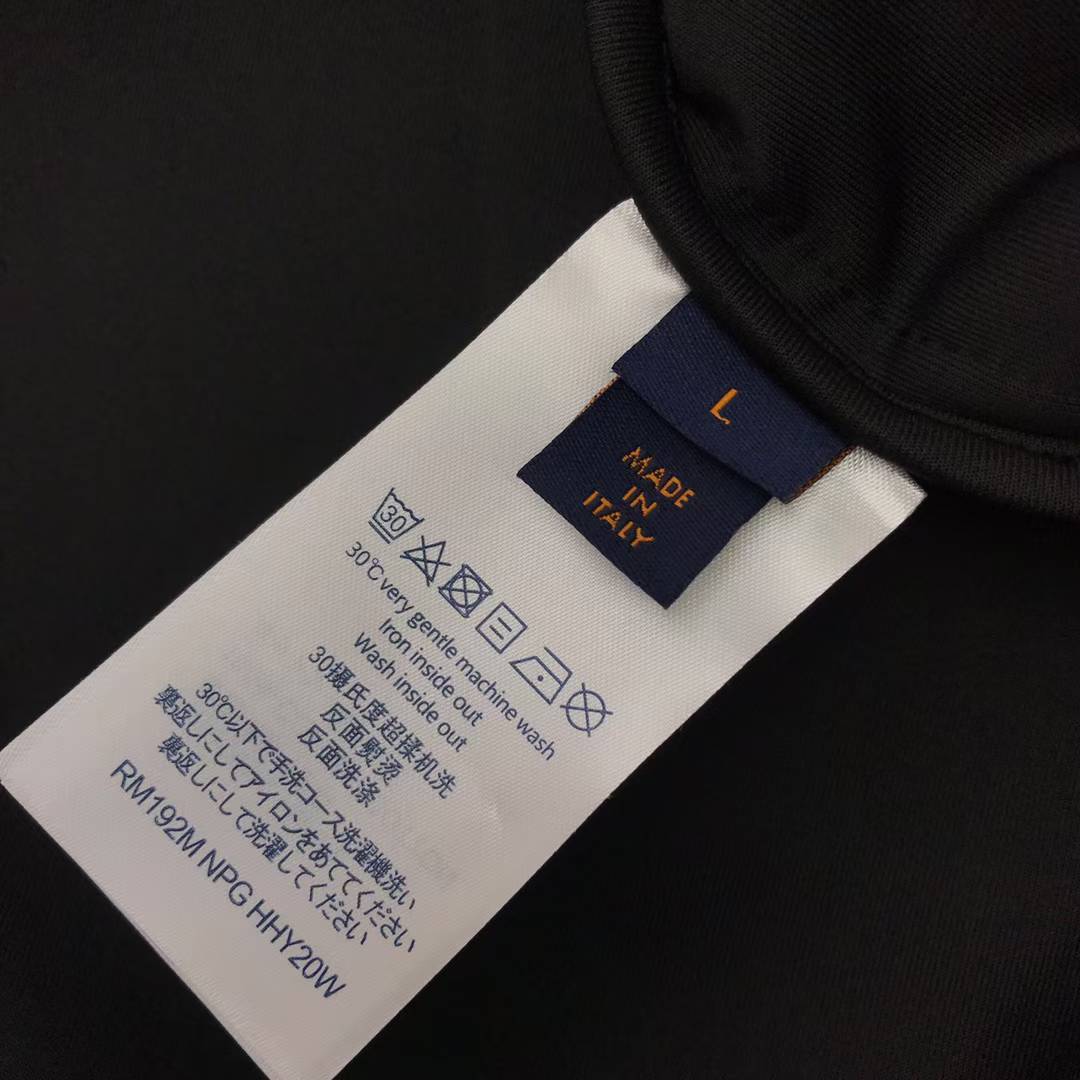 L
MADE
IN
ITALY
30
30℃ very gentle machine wash
Iron inside out
Wash inside out
30摄氏度超揉机洗
反面熨烫
反面洗涤
30℃以下で手洗コース洗濯機洗い
裏返しにしてアイロンをあててください
裏返しにして洗濯してください
RM192M NPG HHY20W